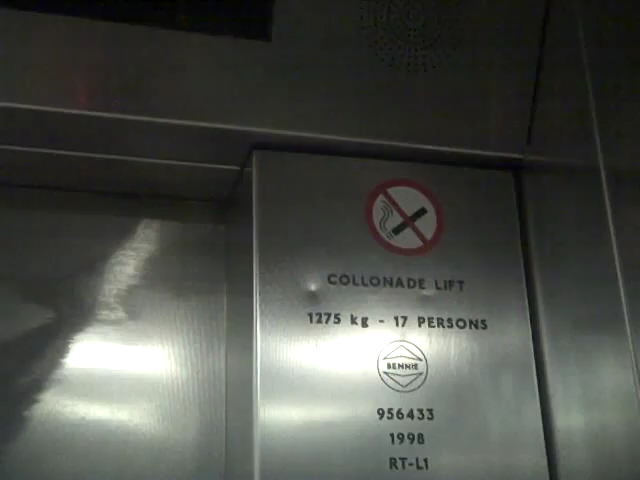 COLLONADE LIFT
1275 kg - 17 PERSONS
BENNIE
956433
1998
RT-L1